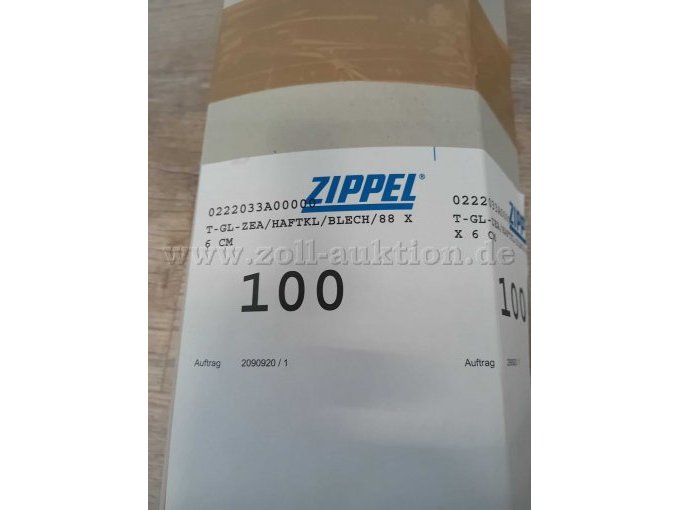 ZIPPEL®
0222033A00000
T-GL-ZEA/HAFTKL/BLECH/88 X
6 CM
100
Auftrag 2090920 / 1
T-GL-
X 6 CM
100
Auftrag
www.zoll-auktion.de